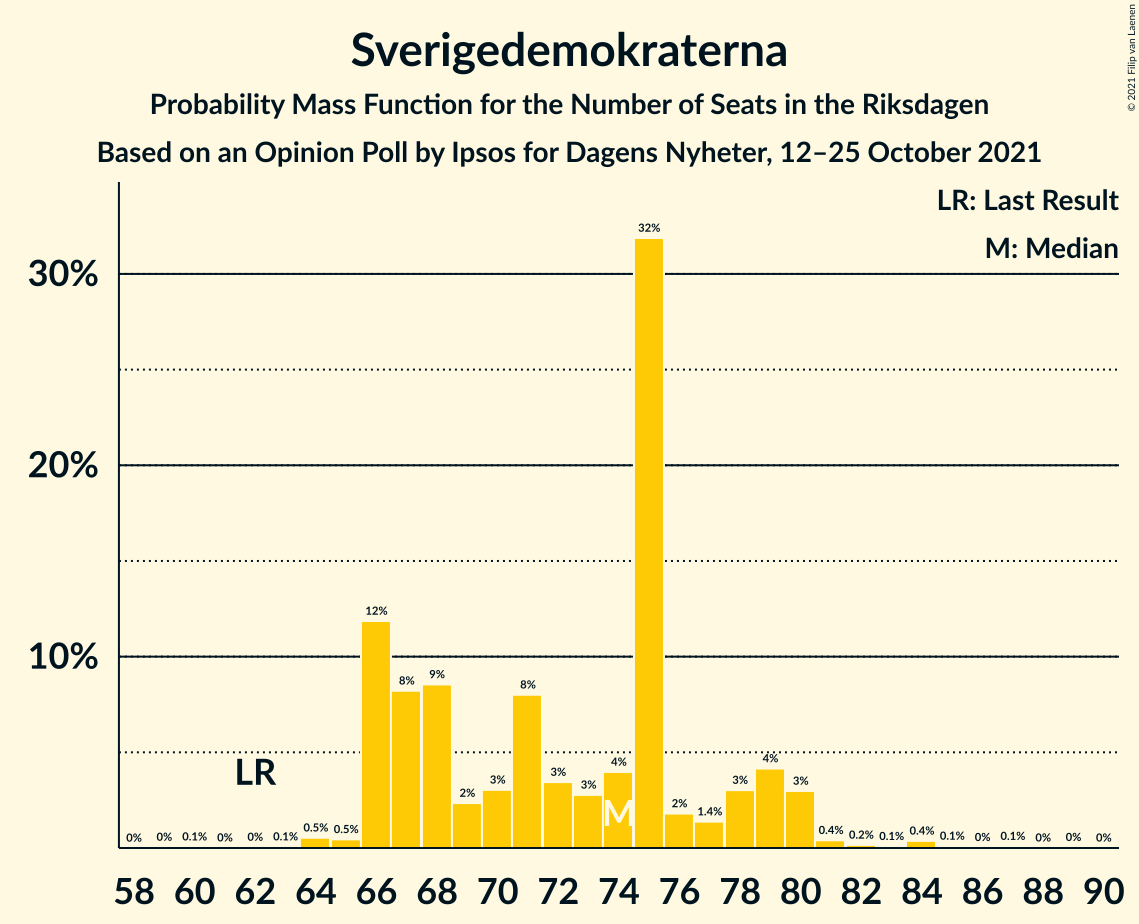 Sverigedemokraterna
Probability Mass Function for the Number of Seats in the Riksdagen
Based on an Opinion Poll by Ipsos for Dagens Nyheter, 12–25 October 2021
© 2021 Filip van Laenen
LR: Last Result
M: Median
30%
20%
10%
LR
M
0% 0% 0.1% 0% 0% 0.1% 0.5% 0.5% 12% 8% 9% 2% 3% 8% 3% 3% 4% 32% 2% 1.4% 3% 4% 3% 0.4% 0.2% 0.1% 0.4% 0.1% 0% 0.1% 0% 0% 0%
58 60 62 64 66 68 70 72 74 76 78 80 82 84 86 88 90